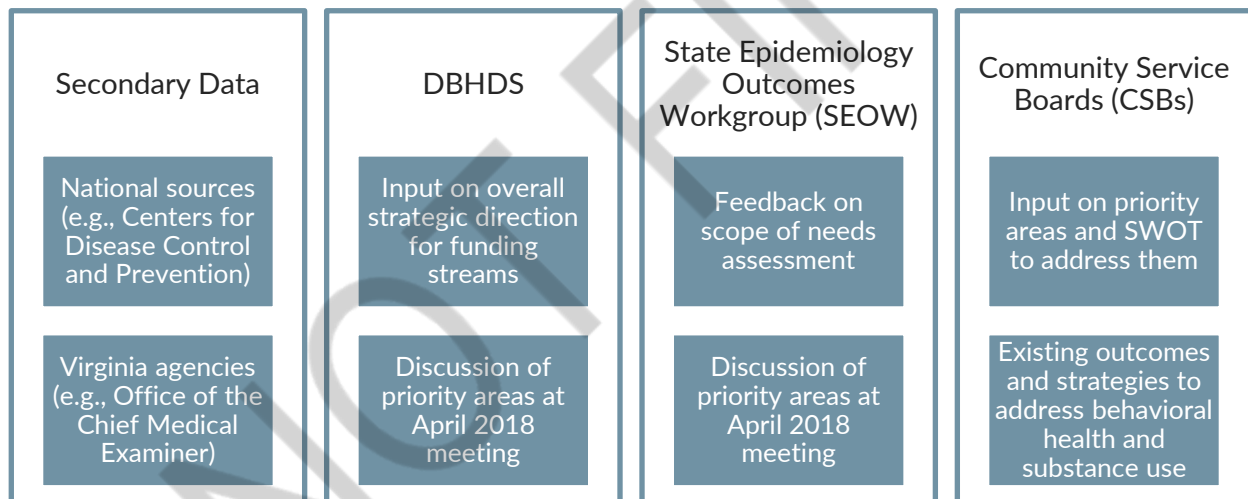 Secondary Data
National sources
(e.g., Centers for
Disease Control
and Prevention)
Virginia agencies
(e.g., Office of the
Chief Medical
Examiner)
DBHDS
Input on overall
strategic direction
for funding
streams
Discussion of
priority areas at
April 2018
meeting
State Epidemiology
Outcomes
Workgroup (SEOW)
Feedback on
scope of needs
assessment
Discussion of
priority areas at
April 2018
meeting
Community Service
Boards (CSBs)
Input on priority
areas and SWOT
to address them
Existing outcomes
and strategies to
address behavioral
health and
substance use
NOT FI